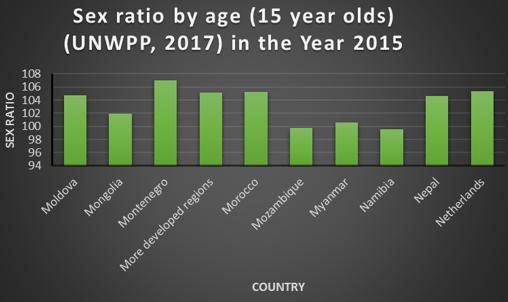 Sex ratio by age (15 year olds)
(UNWPP, 2017) in the Year 2015
SEX RATIO
108
106
104
102
100
98
96
94
Moldova
Mongolia
Montenegro
More developed regions
Morocco
Mozambique
Myanmar
Namibia
Nepal
Netherlands
COUNTRY